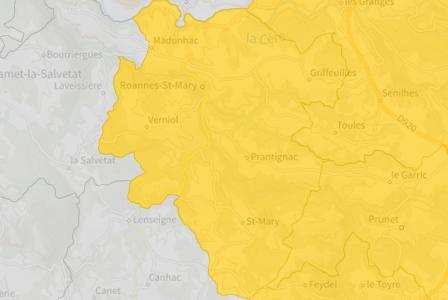 les Granges
Madunhac
la Cère
Bourriergues
amet-la-Salvetat
Griffeuilles
Laveissière
Roannes-St-Mary
Senilhes
Verniol
Toules
D920
Prantignac
la Salvetat
le Garric
Lenseigne
St-Mary
Prunet
Canhac
Canet
Feydel
le Toyre
erie